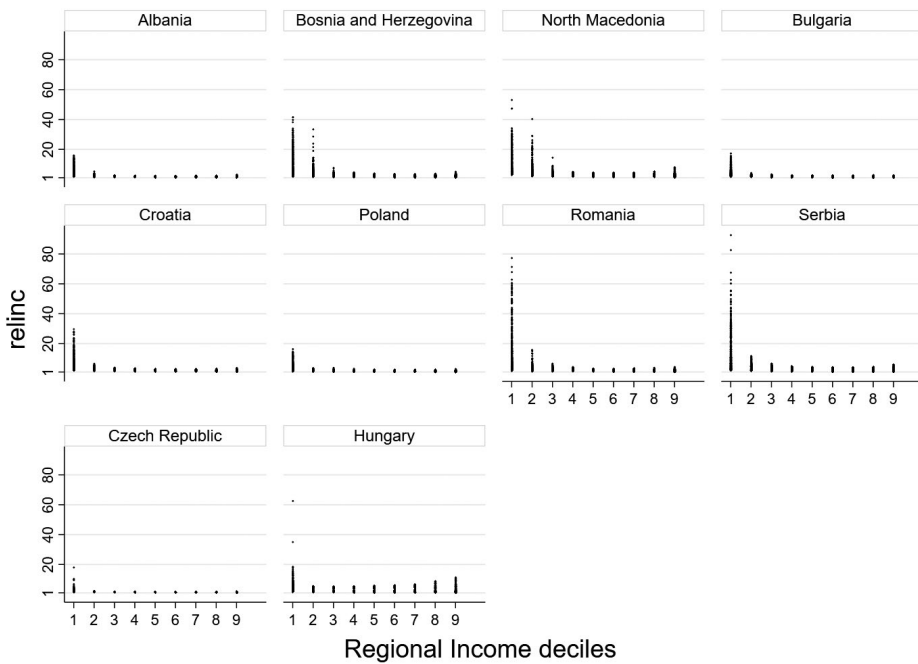 Albania
Bosnia and Herzegovina
North Macedonia
Bulgaria
80
60
40
20
1
Croatia
Poland
Romania
Serbia
80
60
40
20
1
1 2 3 4 5 6 7 8 9
1 2 3 4 5 6 7 8 9
Czech Republic
Hungary
80
60
40
20
1
1 2 3 4 5 6 7 8 9
1 2 3 4 5 6 7 8 9
relinc
Regional Income deciles